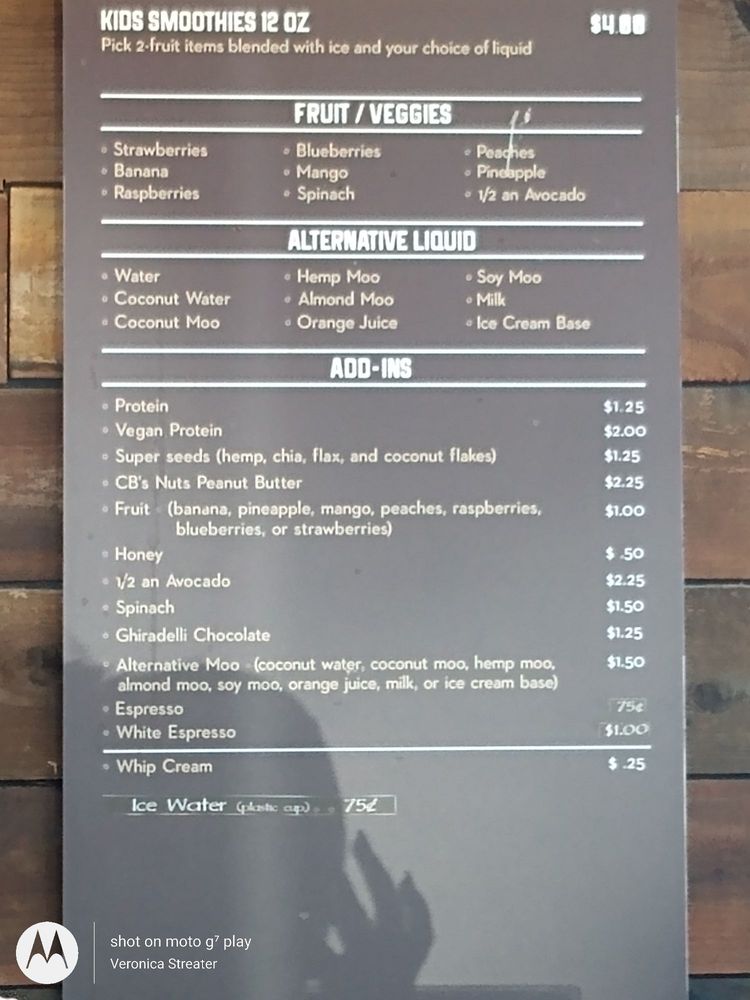 KIDS SMOOTHIES 12 OZ $4.00
Pick 2-fruit items blended with ice and your choice of liquid
FRUIT / VEGGIES
◦ Strawberries ◦ Blueberries ◦ Peaches
◦ Banana ◦ Mango ◦ Pineapple
◦ Raspberries ◦ Spinach ◦ 1/2 an Avocado
ALTERNATIVE LIQUID
◦ Water ◦ Hemp Moo ◦ Soy Moo
◦ Coconut Water ◦ Almond Moo ◦ Milk
◦ Coconut Moo ◦ Orange Juice ◦ Ice Cream Base
ADD-INS
◦ Protein $1.25
◦ Vegan Protein $2.00
◦ Super seeds (hemp, chia, flax, and coconut flakes) $1.25
◦ CB's Nuts Peanut Butter $2.25
◦ Fruit (banana, pineapple, mango, peaches, raspberries, $1.00
blueberries, or strawberries)
◦ Honey $ .50
◦ 1/2 an Avocado $2.25
◦ Spinach $1.50
◦ Ghiradelli Chocolate $1.25
◦ Alternative Moo - (coconut water, coconut moo, hemp moo, $1.50
almond moo, soy moo, orange juice, milk, or ice cream base)
◦ Espresso 75¢
◦ White Espresso $1.00
◦ Whip Cream $ .25
Ice Water (plastic cup) 75¢
shot on moto g⁷ play
Veronica Streater